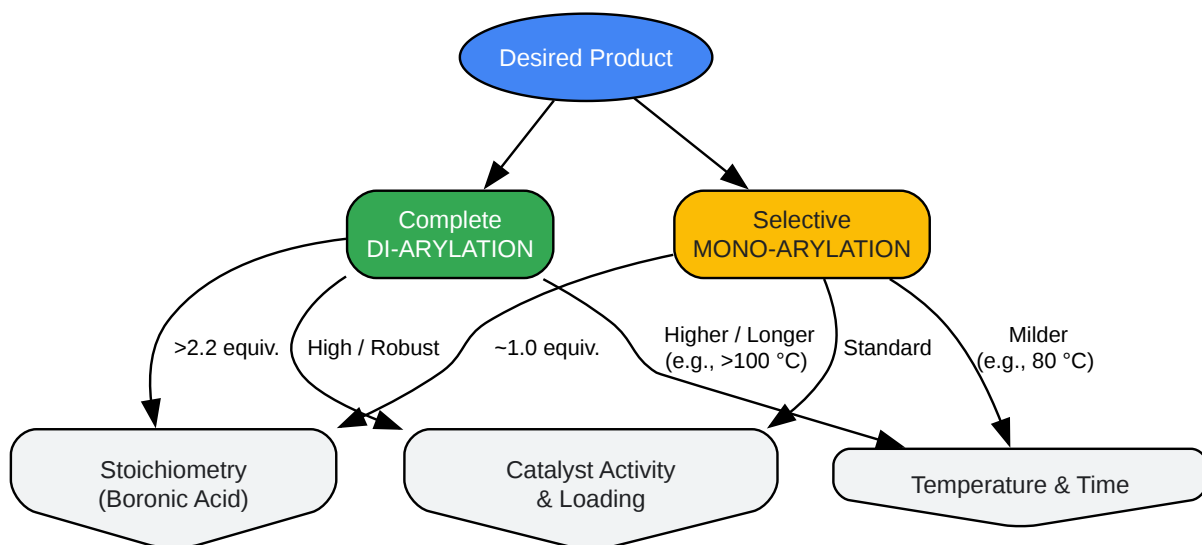 Desired Product
Complete
DI-ARYLATION
Selective
MONO-ARYLATION
>2.2 equiv.
High / Robust
~1.0 equiv.
Higher / Longer
(e.g., >100 °C)
Standard
Milder
(e.g., 80 °C)
Stoichiometry
(Boronic Acid)
Catalyst Activity
& Loading
Temperature & Time